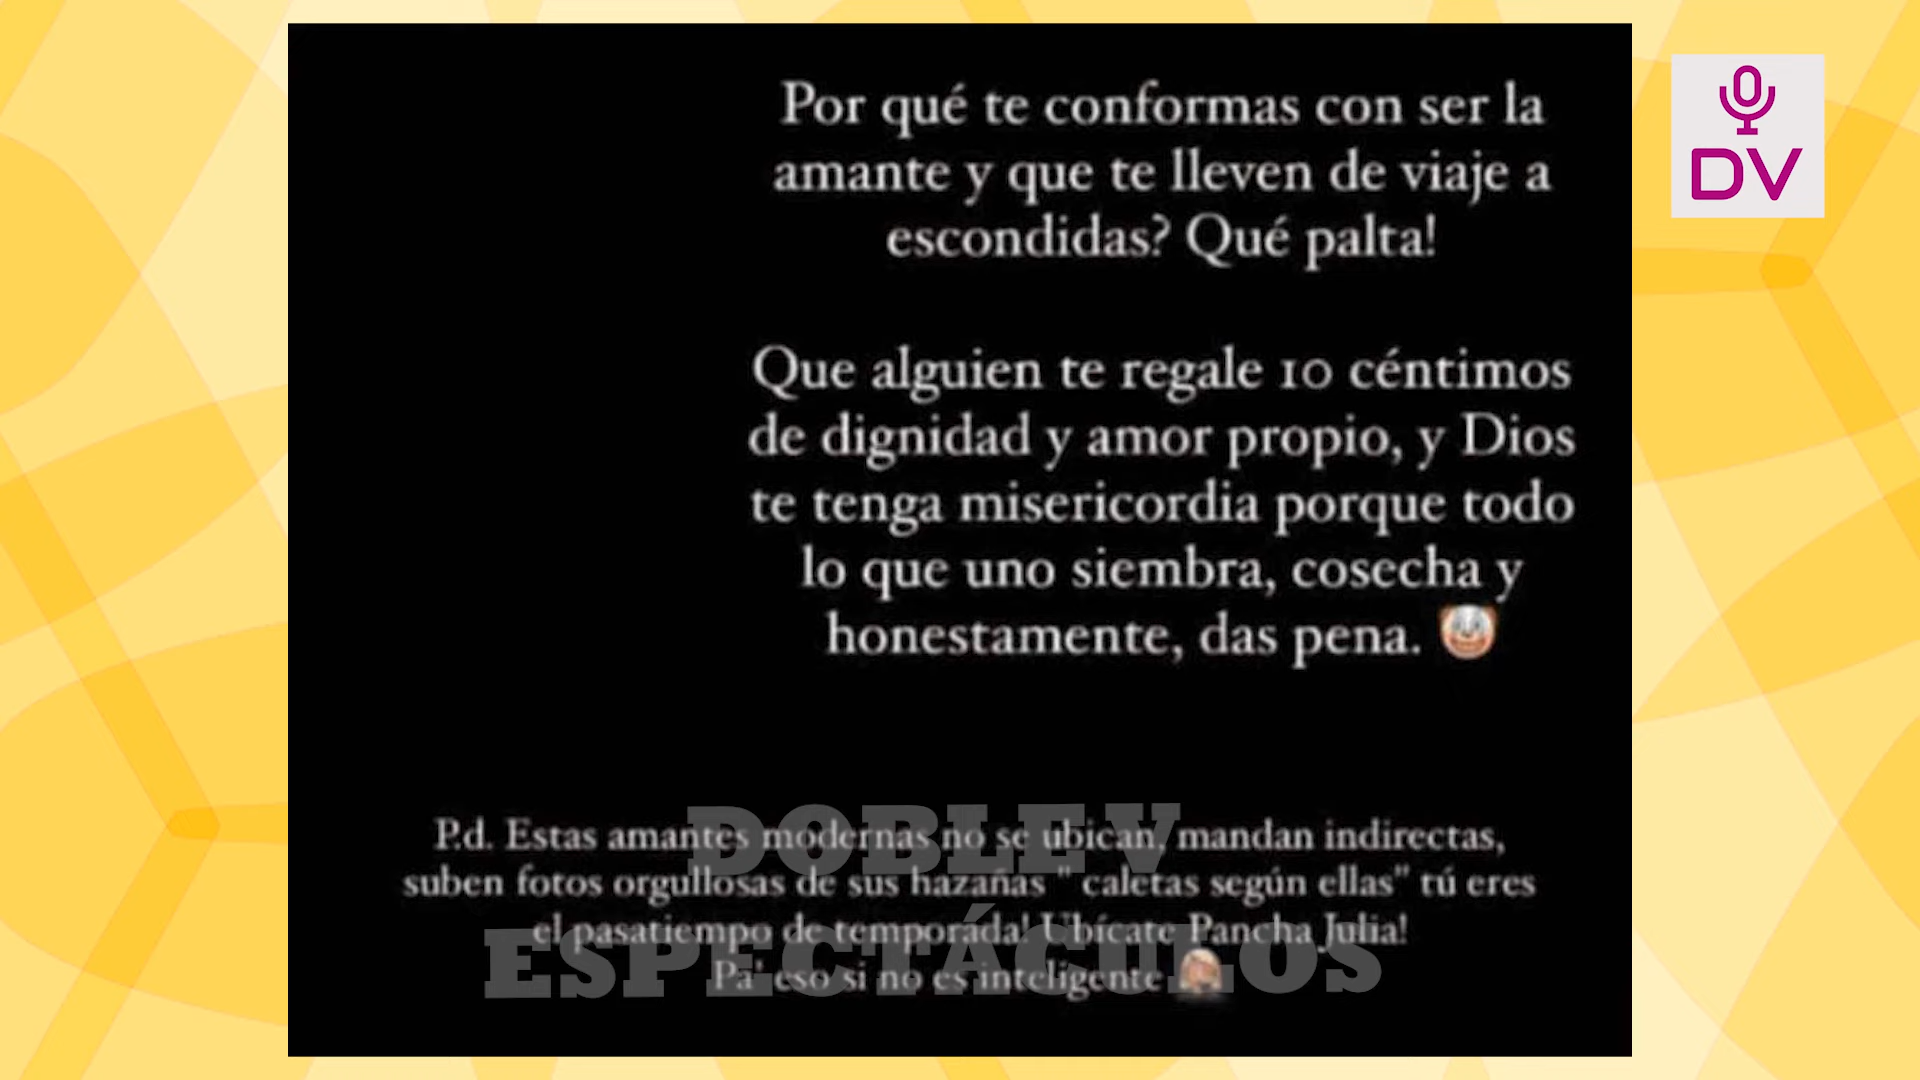 Por qué te conformas con ser la
amante y que te lleven de viaje a
escondidas? Qué palta!
Que alguien te regale 10 céntimos
de dignidad y amor propio, y Dios
te tenga misericordia porque todo
lo que uno siembra, cosecha y
honestamente, das pena. 🤡
P.d. Estas amantes modernas no se ubican, mandan indirectas,
suben fotos orgullosas de sus hazañas " caletas según ellas" tú eres
el pasatiempo de temporada! Ubícate Pancha Julia!
Pa' eso si no es inteligente
DOBLE V
ESPECTÁCULOS
DV